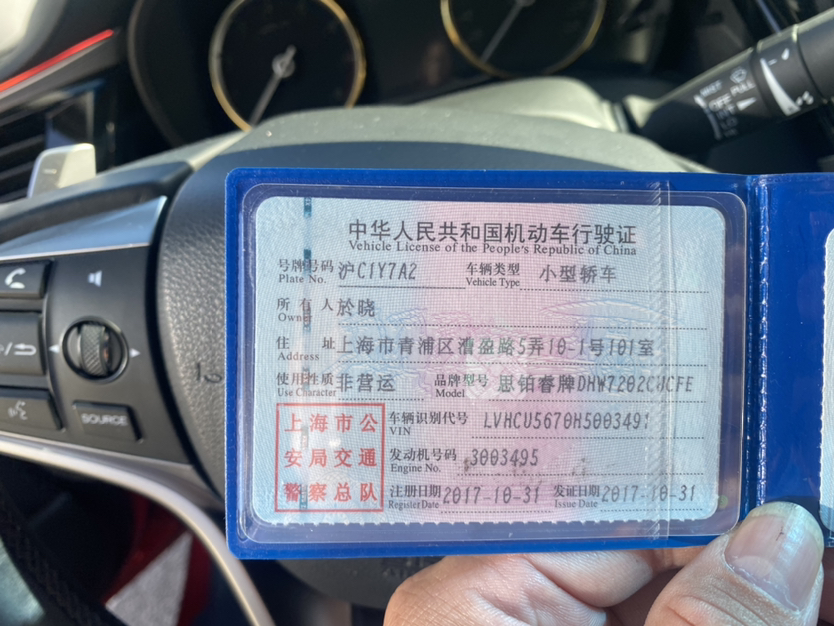 中华人民共和国机动车行驶证
Vehicle License of the People's Republic of China
号牌号码 沪C1Y7A2 车辆类型 小型轿车
Plate No. Vehicle Type
所有人 於晓
Owner
住址 上海市青浦区漕盈路5弄10-1号101室
Address
使用性质 非营运 品牌型号 思铂睿牌DHW7202CUCFE
Use Character Model
上海市公安局交通警察总队
车辆识别代号 LVHCU5670H5003491
VIN
发动机号码 3003495
Engine No.
注册日期 2017-10-31 发证日期 2017-10-31
Register Date Issue Date
SOURCE
MIST
OFF
PULL